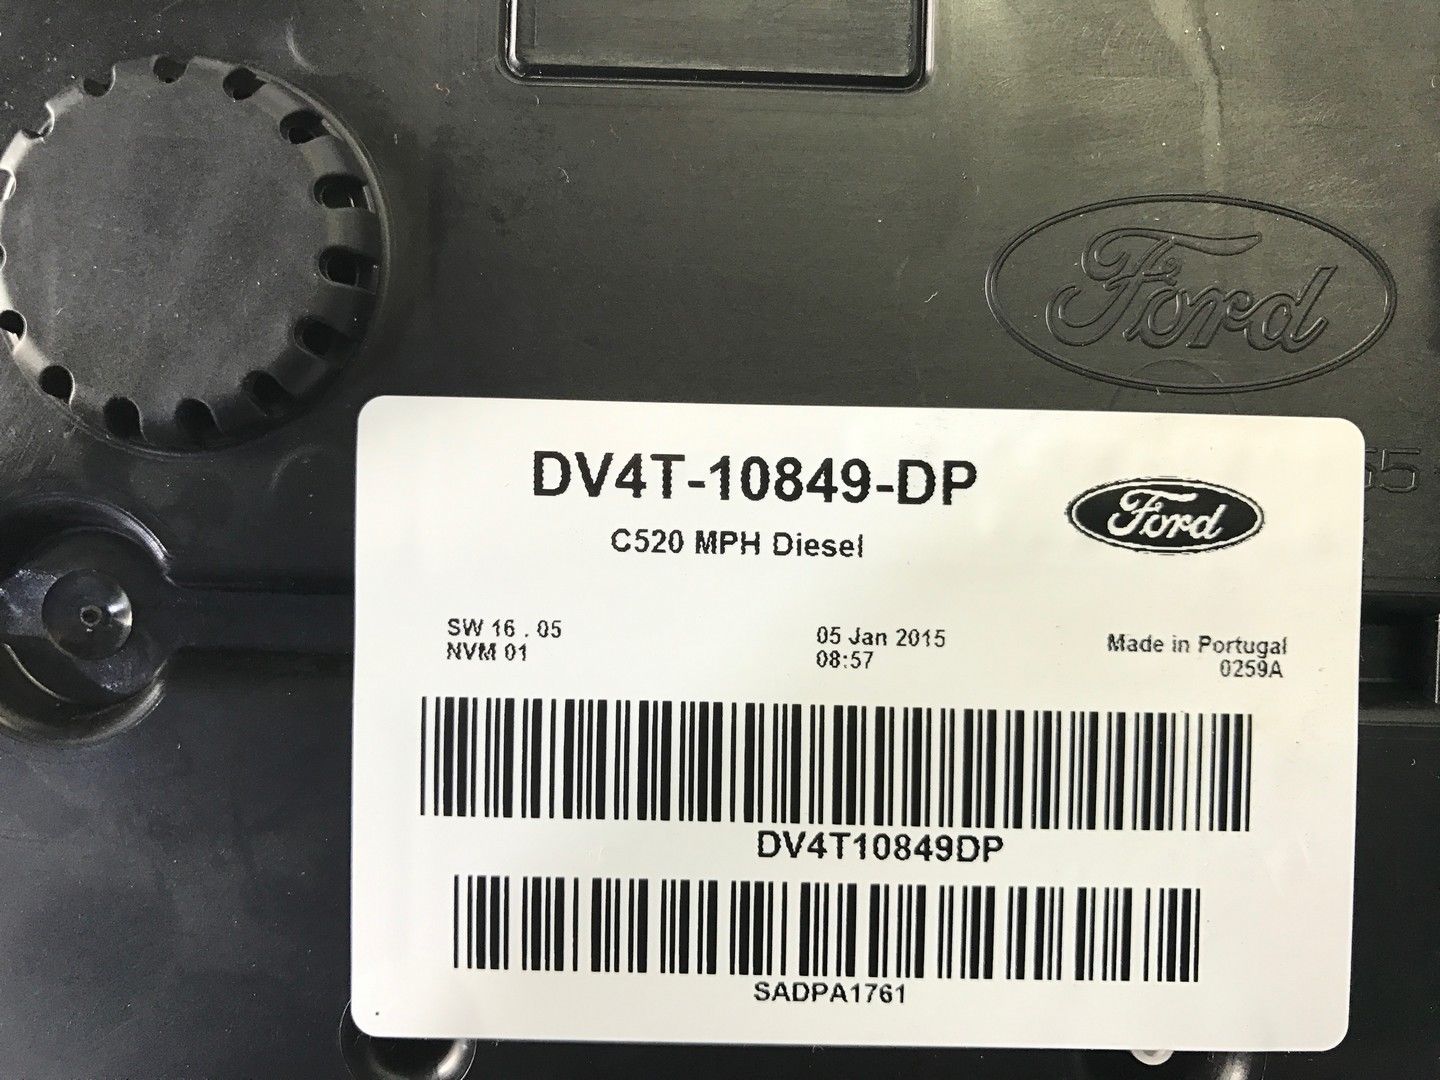 Ford
DV4T-10849-DP
Ford
C520 MPH Diesel
55
SW 16 . 05
NVM 01
05 Jan 2015
08:57
Made in Portugal
0259A
DV4T10849DP
SADPA1761